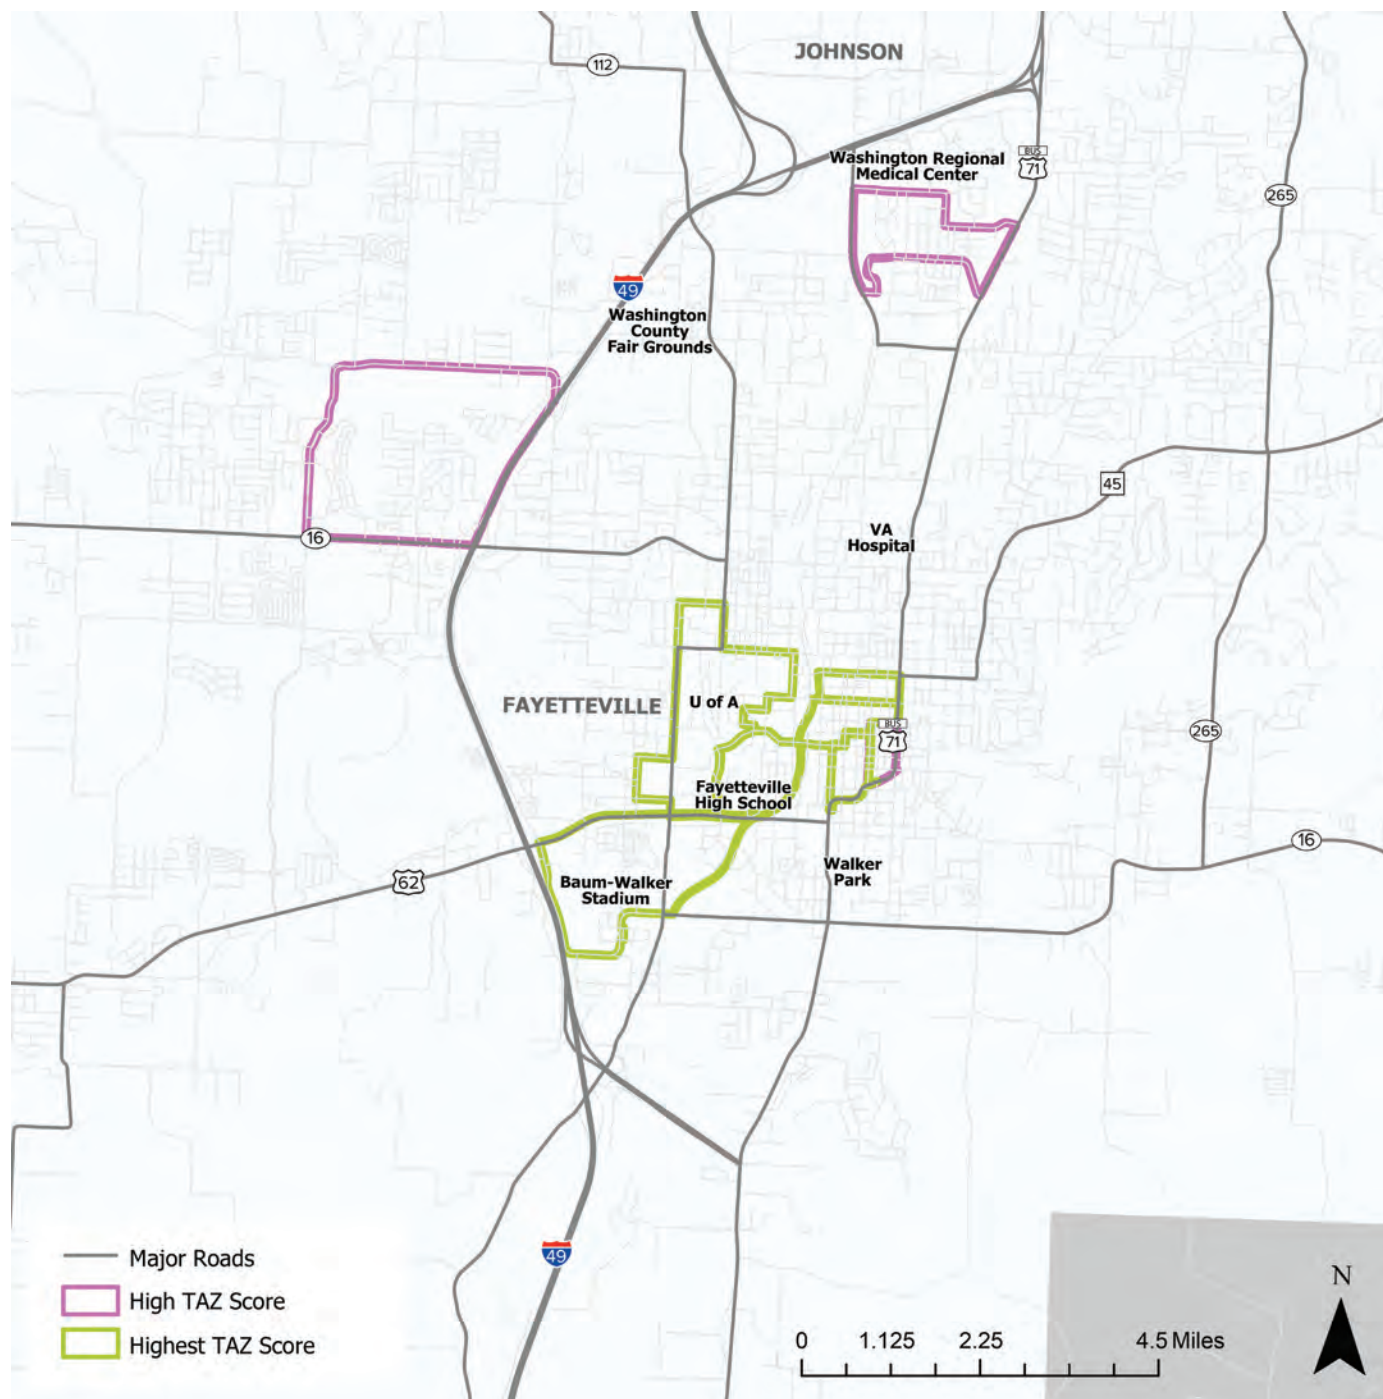 JOHNSON
112
Washington Regional
Medical Center
BUS
71
265
49
Washington
County
Fair Grounds
45
16
VA
Hospital
FAYETTEVILLE
U of A
BUS
71
265
Fayetteville
High School
16
Walker
Park
62
Baum-Walker
Stadium
49
Major Roads
High TAZ Score
Highest TAZ Score
N
0 1.125 2.25 4.5 Miles